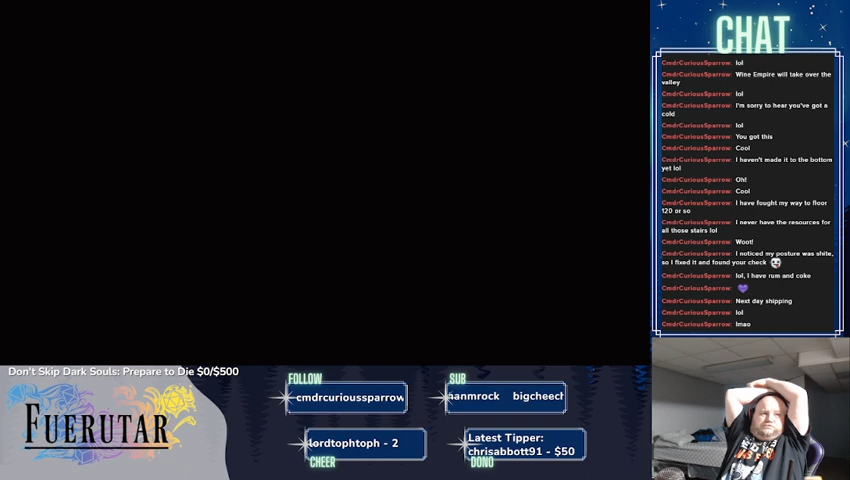 CHAT
CmdrCuriousSparrow: lol
CmdrCuriousSparrow: Wine Empire will take over the
valley
CmdrCuriousSparrow: lol
CmdrCuriousSparrow: I'm sorry to hear you've got a
cold
CmdrCuriousSparrow: lol
CmdrCuriousSparrow: You got this
CmdrCuriousSparrow: Cool
CmdrCuriousSparrow: I haven't made it to the bottom
yet lol
CmdrCuriousSparrow: Oh!
CmdrCuriousSparrow: Cool
CmdrCuriousSparrow: I have fought my way to floor
120 or so
CmdrCuriousSparrow: I never have the resources for
all those stairs lol
CmdrCuriousSparrow: Woot!
CmdrCuriousSparrow: I noticed my posture was shite,
so I fixed it and found your check
CmdrCuriousSparrow: lol, I have rum and coke
CmdrCuriousSparrow:
CmdrCuriousSparrow: Next day shipping
CmdrCuriousSparrow: lol
CmdrCuriousSparrow: lmao
Don't Skip Dark Souls: Prepare to Die $0/$500
FUERUTAR
FOLLOW
cmdrcurioussparrow
SUB
bigcheech
lordtophtoph - 2
CHEER
Latest Tipper:
chrisabbott91 - $50
DONO